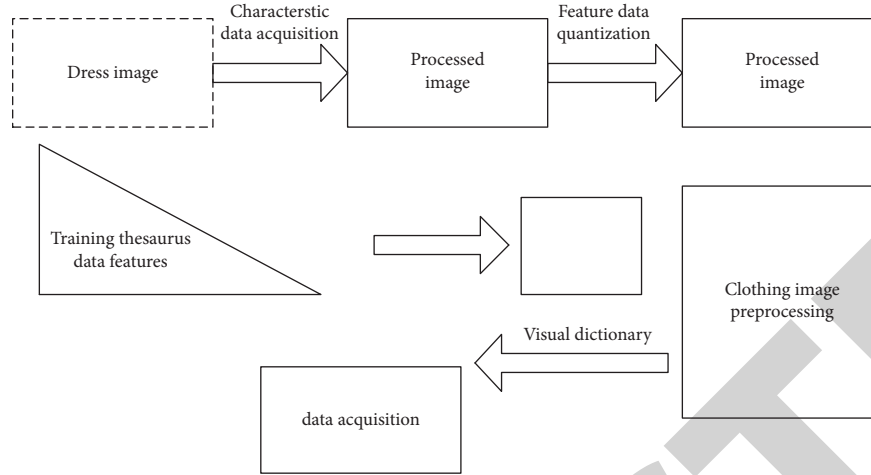 Characterstic
data acquisition
Feature data
quantization
Dress image
Processed
image
Processed
image
Training thesaurus
data features
Clothing image
preprocessing
Visual dictionary
data acquisition